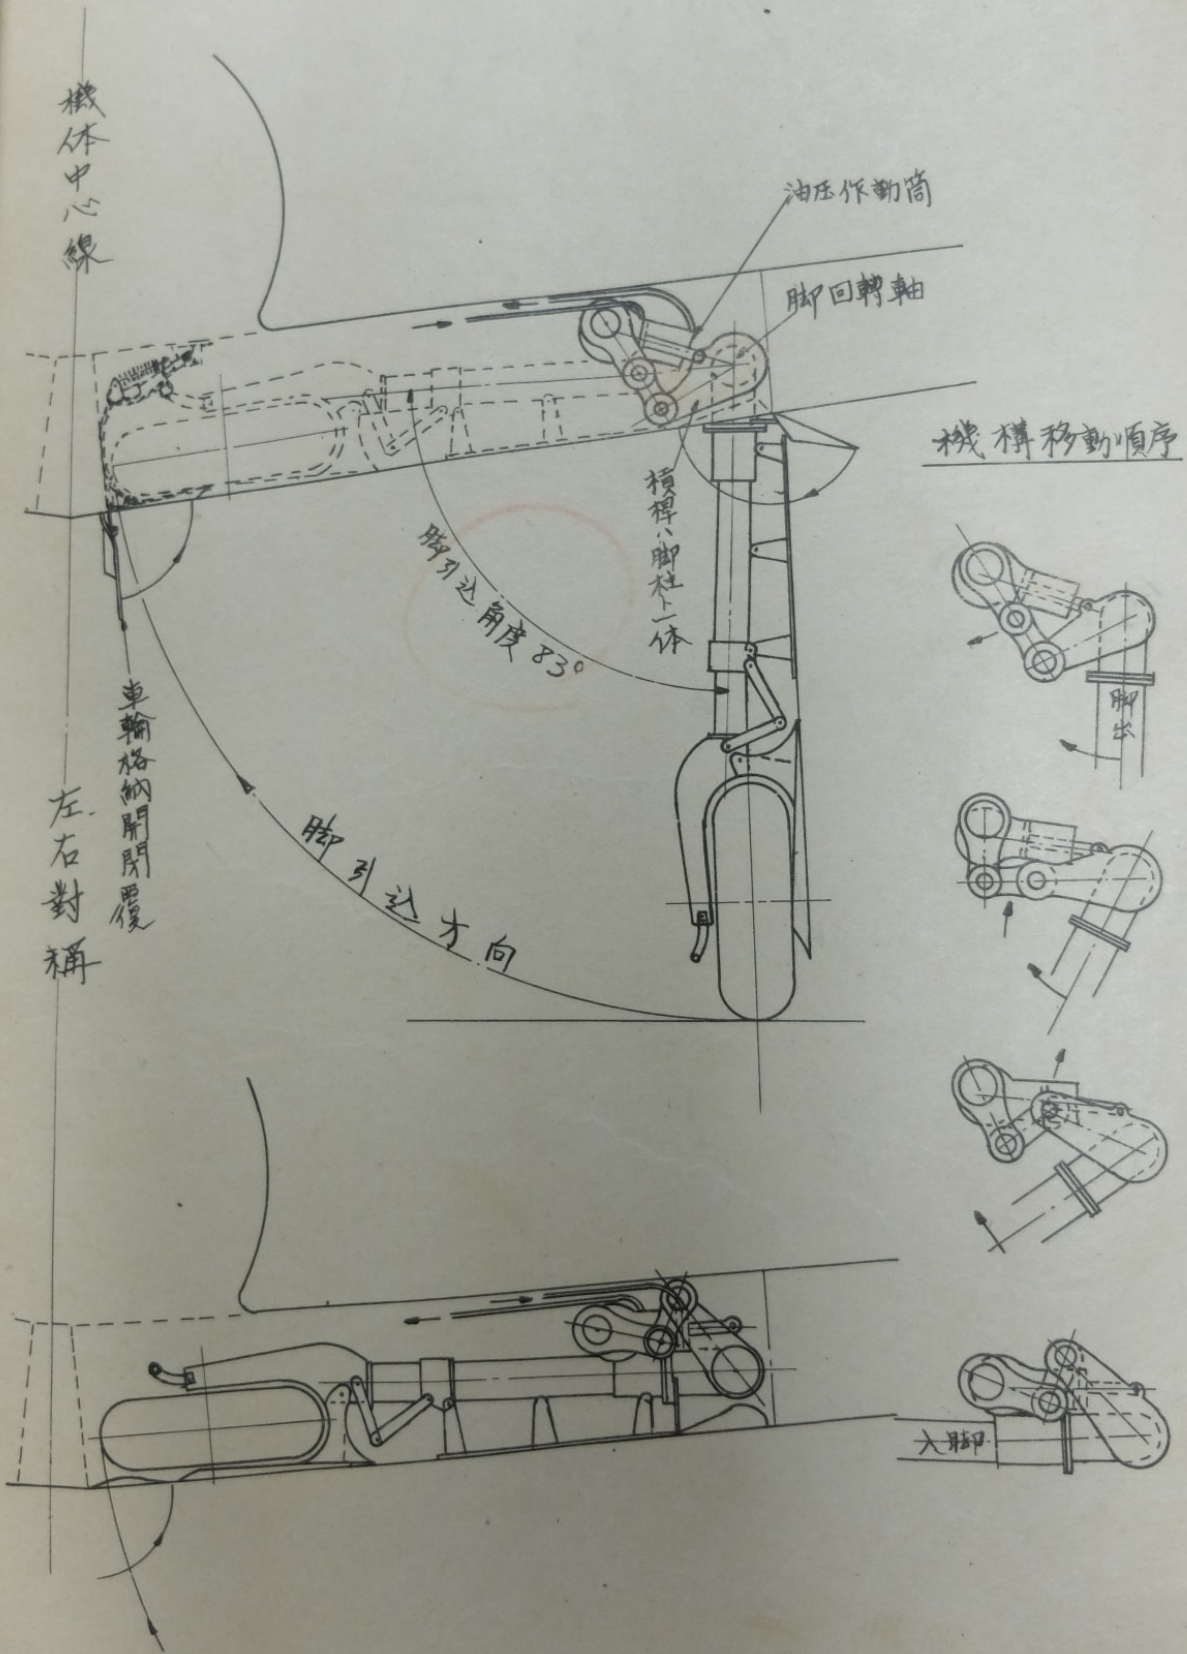 機体中心線
油圧作動筒
脚回轉軸
機構移動順序
槓桿ハ脚柱ト一体
脚引込角度83°
車輪格納開閉覆
左右對稱
脚引込方向
脚出
入脚